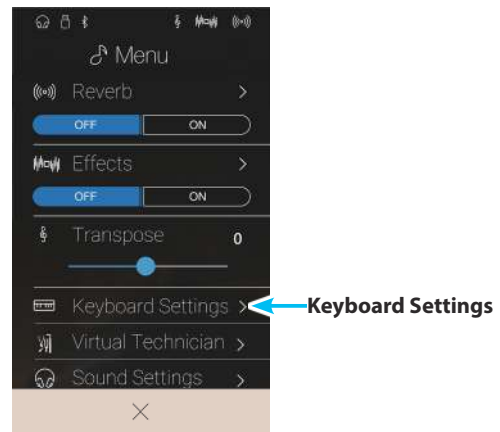 Menu
Reverb
OFF ON
Effects
OFF ON
Transpose 0
Keyboard Settings Keyboard Settings
Virtual Technician
Sound Settings